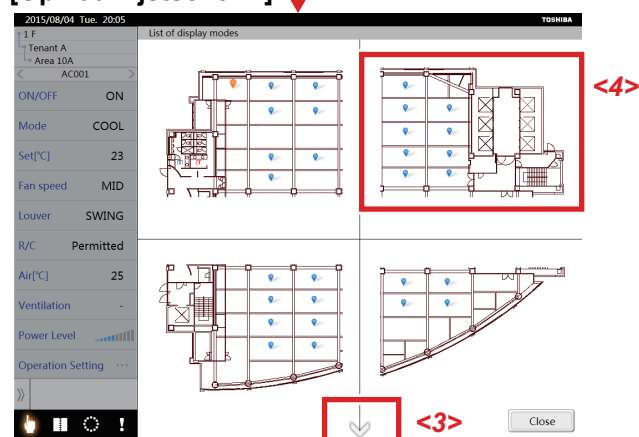 2015/08/04 Tue. 20:05
TOSHIBA
1 F
Tenant A
Area 10A
List of display modes
< AC001 >
ON/OFF ON
Mode COOL
Set[℃] 23
Fan speed MID
Louver SWING
R/C Permitted
Air[℃] 25
Ventilation -
Power Level
Operation Setting ···
<4>
<3>
Close